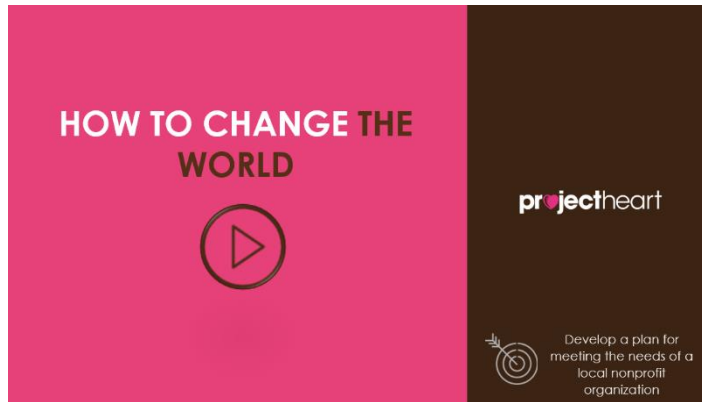 HOW TO CHANGE THE
WORLD
projectheart
Develop a plan for
meeting the needs of a
local nonprofit
organization